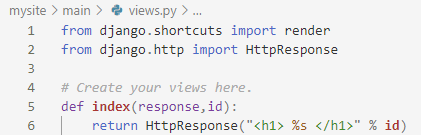 mysite > main > views.py > ...
1 from django.shortcuts import render
2 from django.http import HttpResponse
3
4 # Create your views here.
5 def index(response,id):
6 return HttpResponse("<h1> %s </h1>" % id)